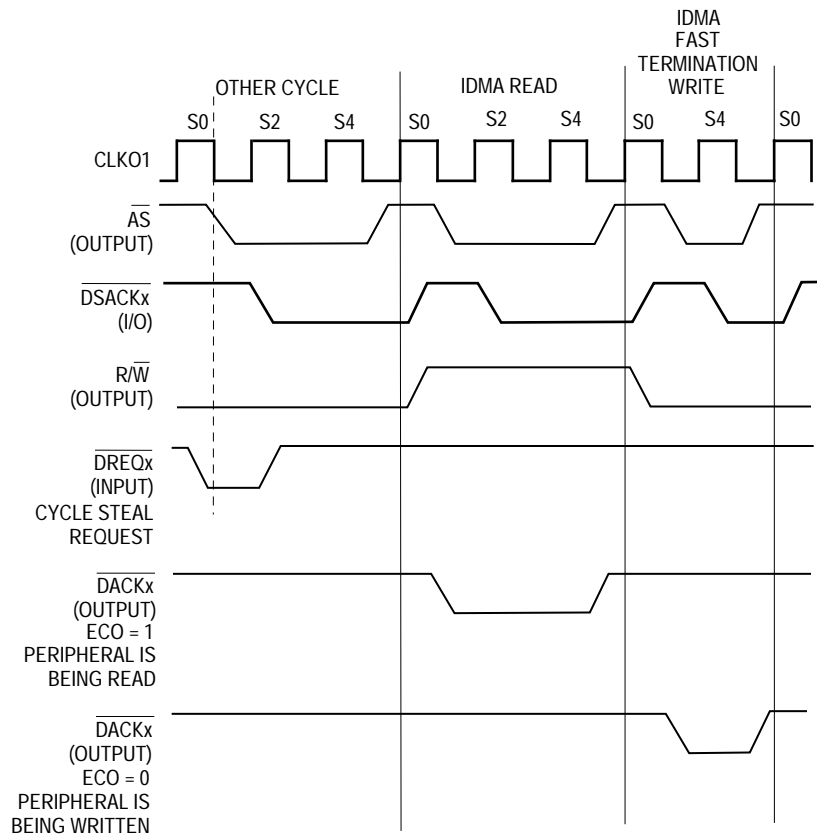 IDMA
FAST
TERMINATION
WRITE
OTHER CYCLE
IDMA READ
S0 S2 S4 S0 S2 S4 S0 S4 S0
CLKO1
AS
(OUTPUT)
DSACKx
(I/O)
R/W
(OUTPUT)
DREQx
(INPUT)
CYCLE STEAL
REQUEST
DACKx
(OUTPUT)
ECO = 1
PERIPHERAL IS
BEING READ
DACKx
(OUTPUT)
ECO = 0
PERIPHERAL IS
BEING WRITTEN